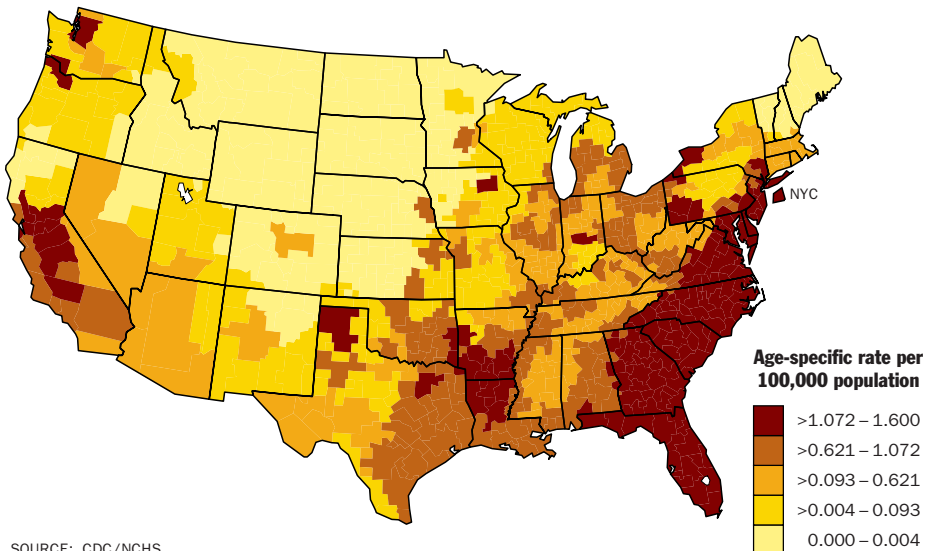 NYC
Age-specific rate per
100,000 population
>1.072 – 1.600
>0.621 – 1.072
>0.093 – 0.621
>0.004 – 0.093
0.000 – 0.004
SOURCE: CDC/NCHS